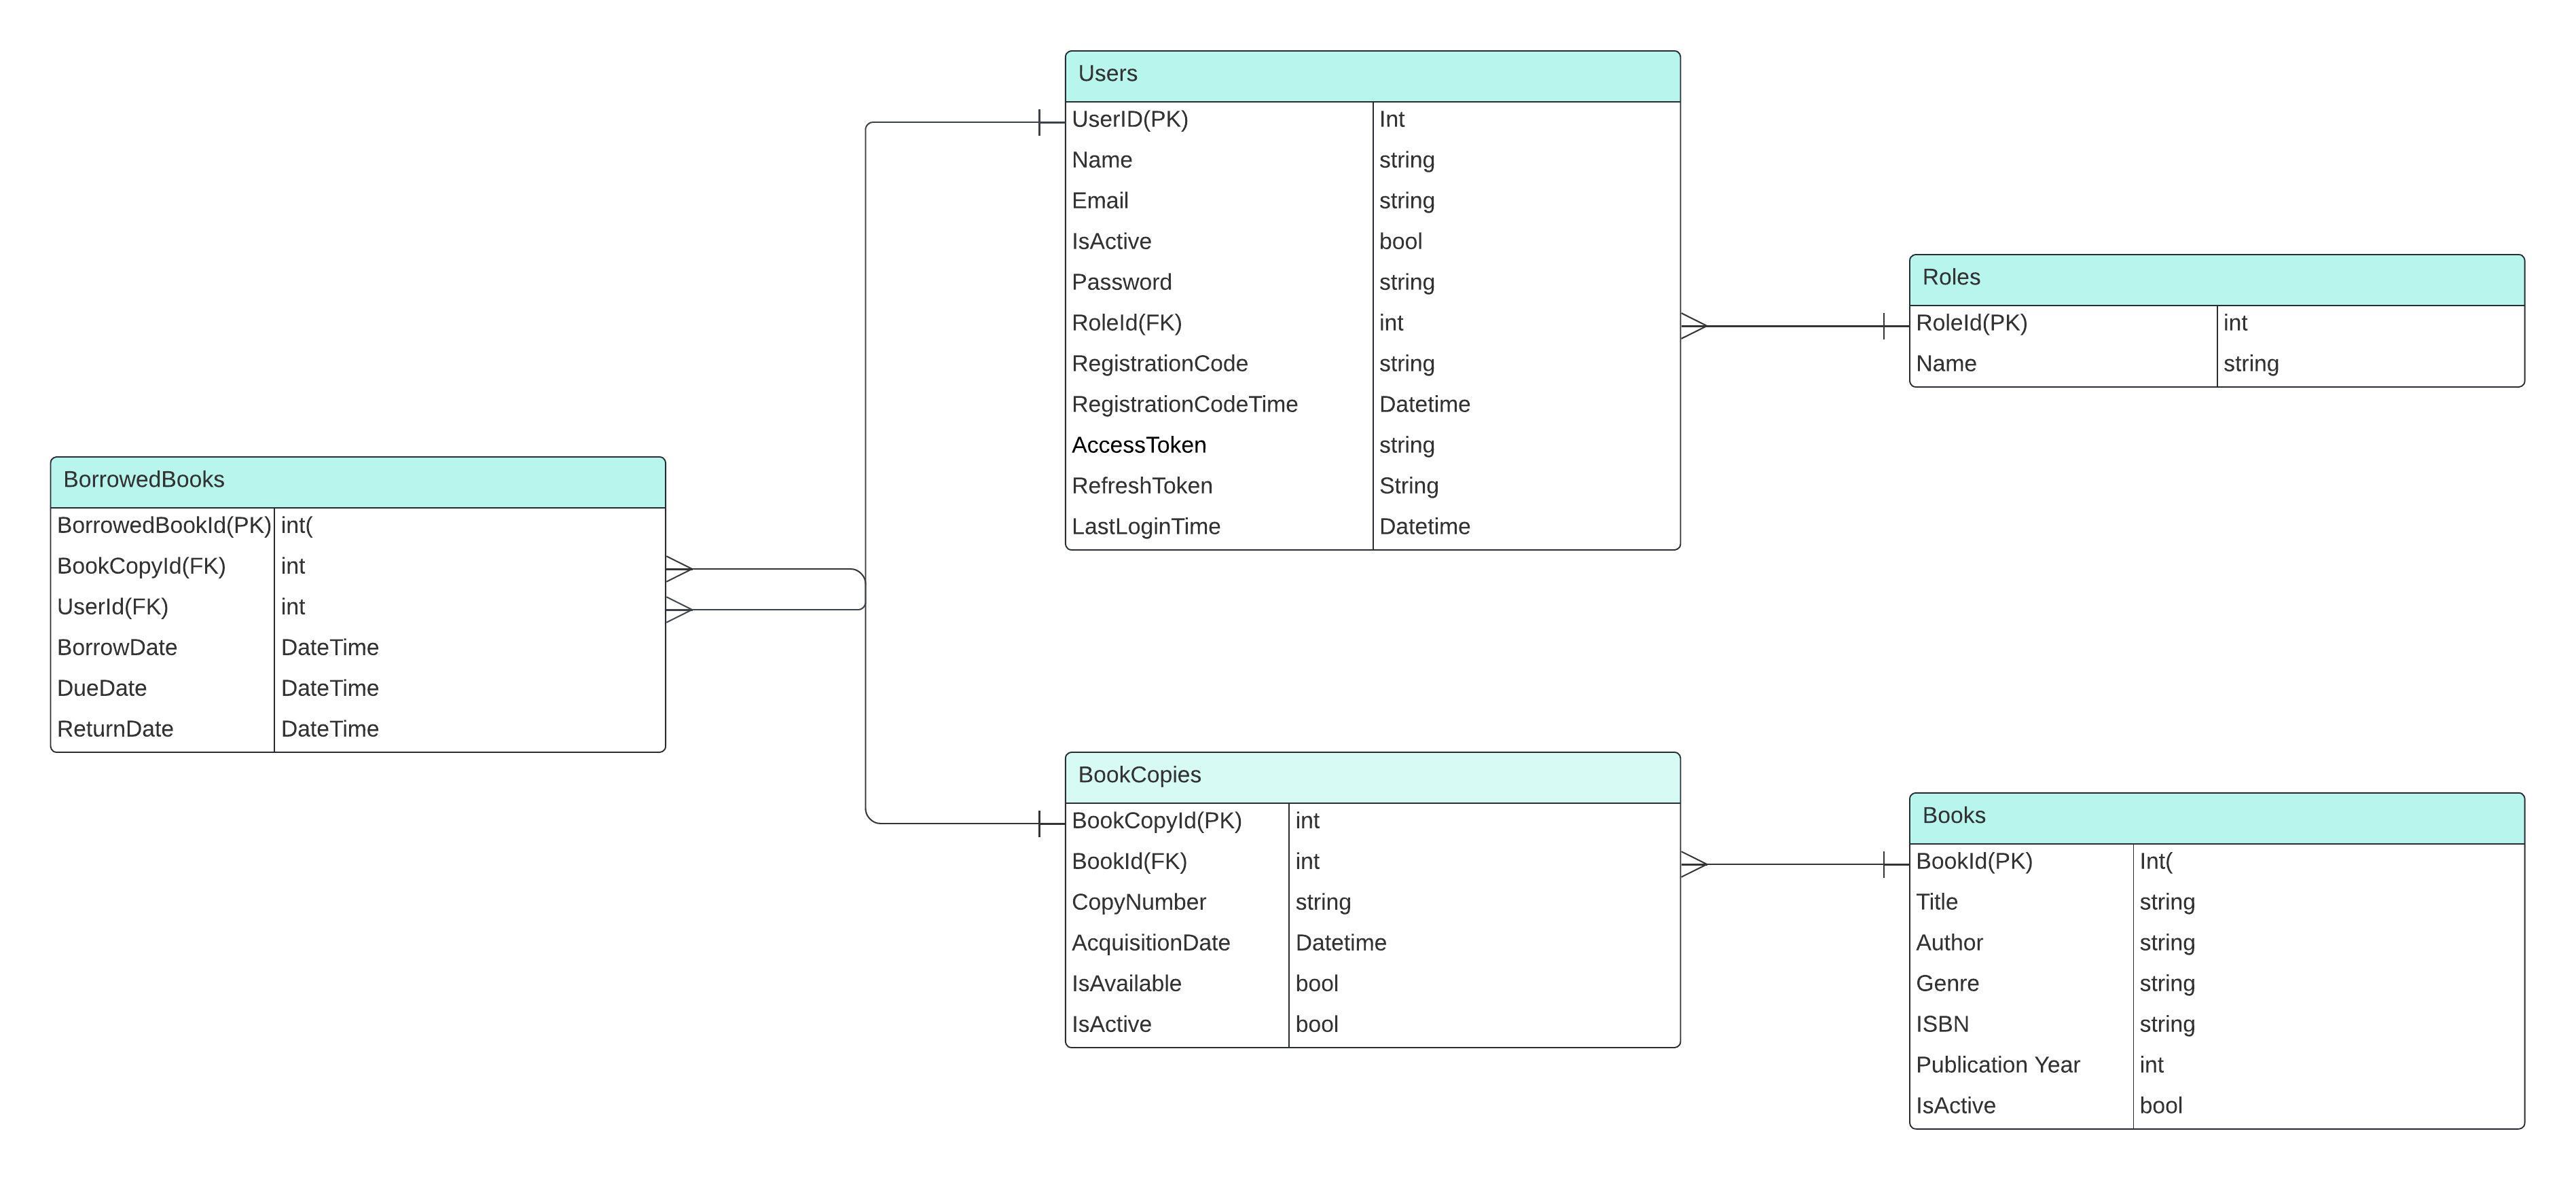 Users
UserID(PK) Int
Name string
Email string
IsActive bool
Password string
RoleId(FK) int
RegistrationCode string
RegistrationCodeTime Datetime
AccessToken string
RefreshToken String
LastLoginTime Datetime
Roles
RoleId(PK) int
Name string
BorrowedBooks
BorrowedBookId(PK) int(
BookCopyId(FK) int
UserId(FK) int
BorrowDate DateTime
DueDate DateTime
ReturnDate DateTime
BookCopies
BookCopyId(PK) int
BookId(FK) int
CopyNumber string
AcquisitionDate Datetime
IsAvailable bool
IsActive bool
Books
BookId(PK) Int(
Title string
Author string
Genre string
ISBN string
Publication Year int
IsActive bool